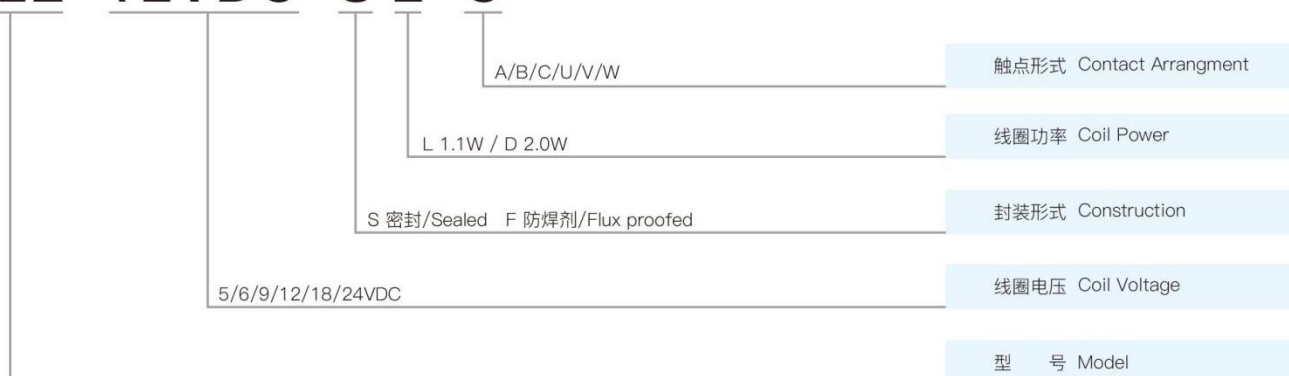 A/B/C/U/V/W
触点形式 Contact Arrangment
L 1.1W / D 2.0W
线圈功率 Coil Power
S 密封/Sealed F 防焊剂/Flux proofed
封装形式 Construction
5/6/9/12/18/24VDC
线圈电压 Coil Voltage
型 号 Model